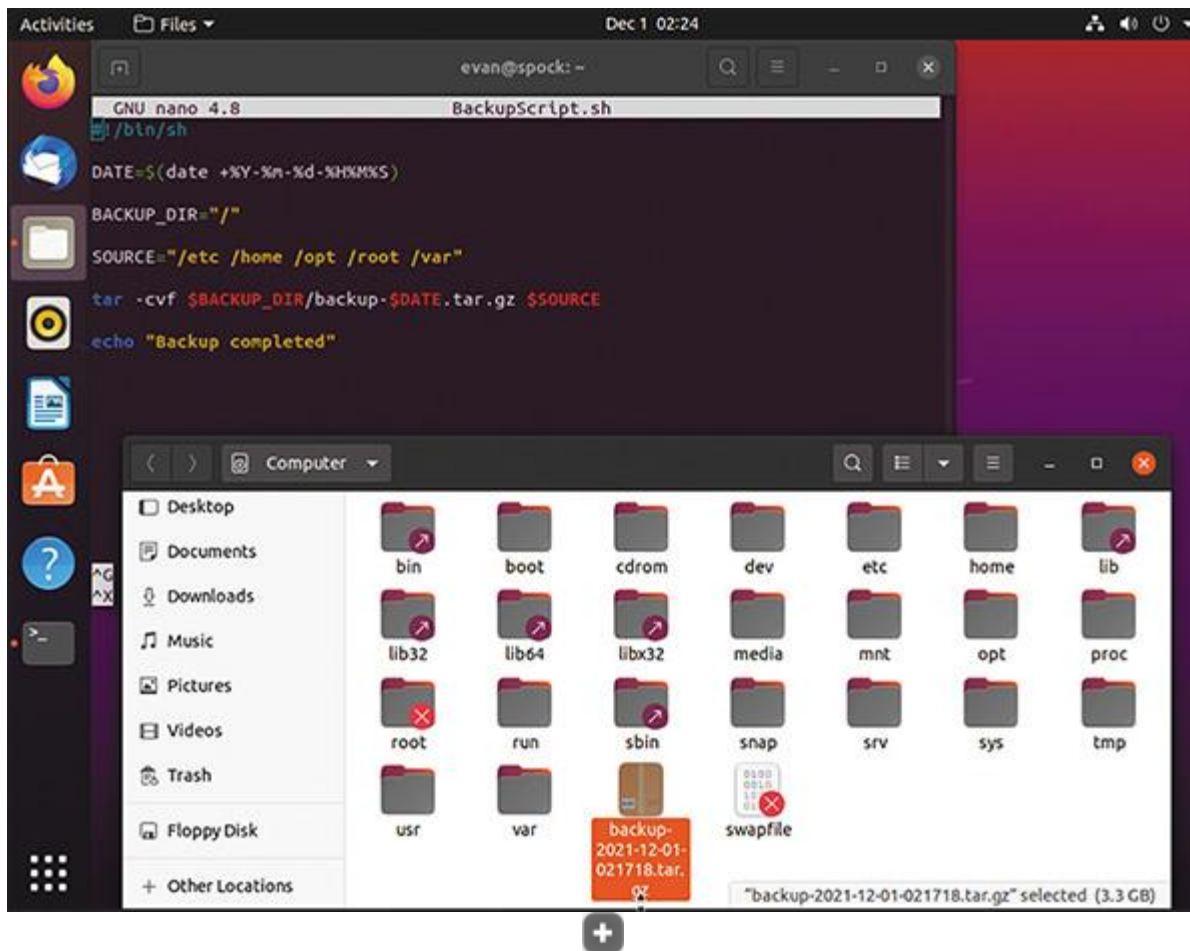 Activities Files Dec 1 02:24
evan@spock: ~
GNU nano 4.8 BackupScript.sh
#!/bin/sh
DATE=$(date +%Y-%m-%d-%H%M%S)
BACKUP_DIR="/"
SOURCE="/etc /home /opt /root /var"
tar -cvf $BACKUP_DIR/backup-$DATE.tar.gz $SOURCE
echo "Backup completed"
^G
^X
Computer
Desktop
Documents
Downloads
Music
Pictures
Videos
Trash
Floppy Disk
+ Other Locations
bin boot cdrom dev etc home lib
lib32 lib64 libx32 media mnt opt proc
root run sbin snap srv sys tmp
usr var backup-2021-12-01-021718.tar.gz swapfile
"backup-2021-12-01-021718.tar.gz" selected (3.3 GB)